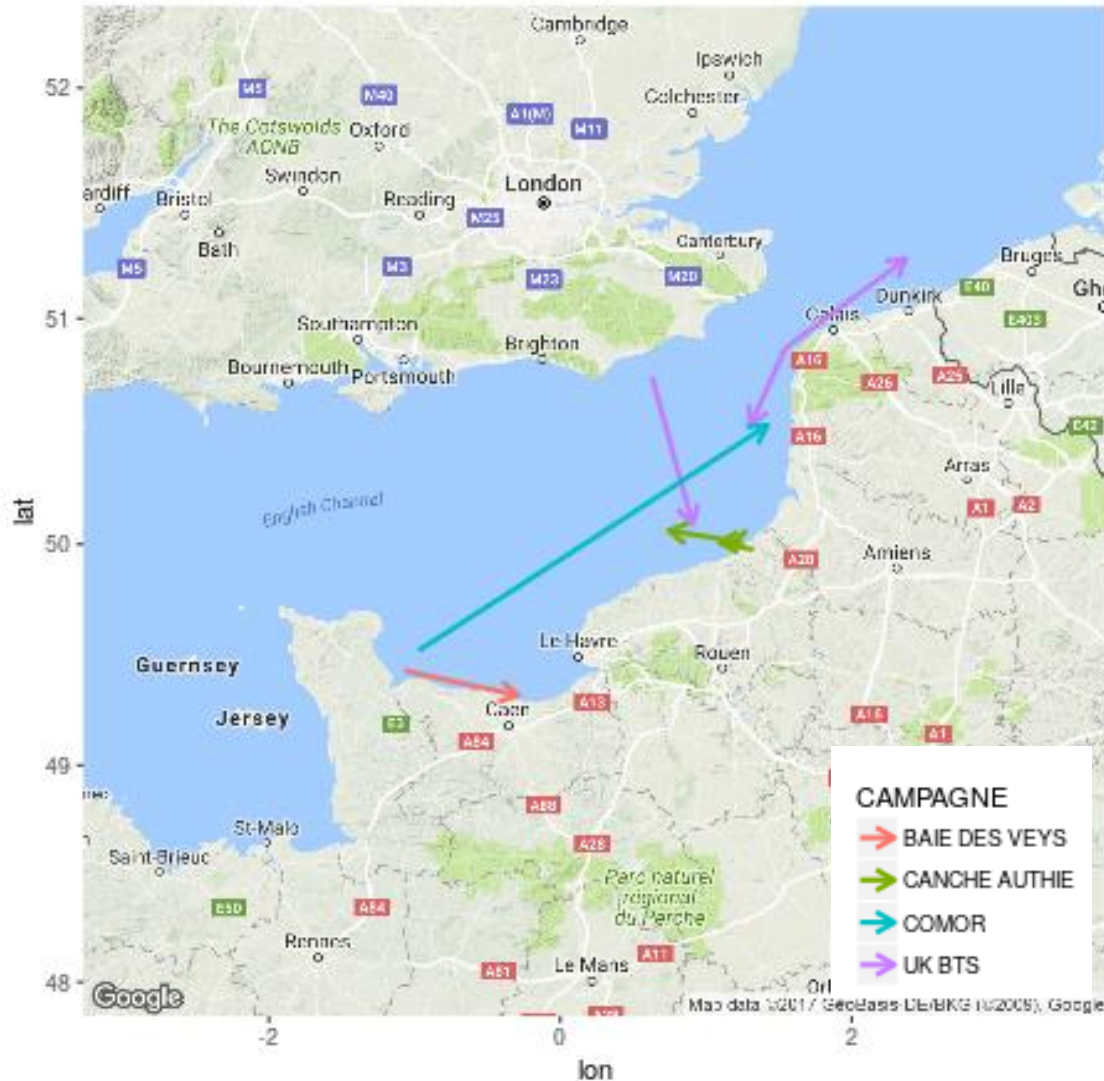 Cambridge
Ipswich
52
M5
M40
A1(M)
M11
Colchester
The Cotswolds
AONB
Oxford
Swindon
London
ardiff
Bristol
Reading
M25
Bath
Canterbury
M5
M3
M23
M20
Bruges
E40
Dunkirk
Gh
51
Southampton
Calais
E403
Brighton
Bournemouth
Portsmouth
A16
A26
A25
Lille
A16
E42
Arras
lat
English Channel
A1
A2
50
A28
Amiens
Le Havre
Rouen
Guernsey
Jersey
E3
Caen
A13
A16
A84
A1
49
A88
St-Malo
A28
Saint-Brieuc
Parc naturel
régional
du Perche
E50
A84
Rennes
A11
A81
Le Mans
48
CAMPAGNE
BAIE DES VEYS
CANCHE AUTHIE
COMOR
UK BTS
Google
Map data ©2017 GeoBasis-DE/BKG (©2009), Google
-2
0
2
lon